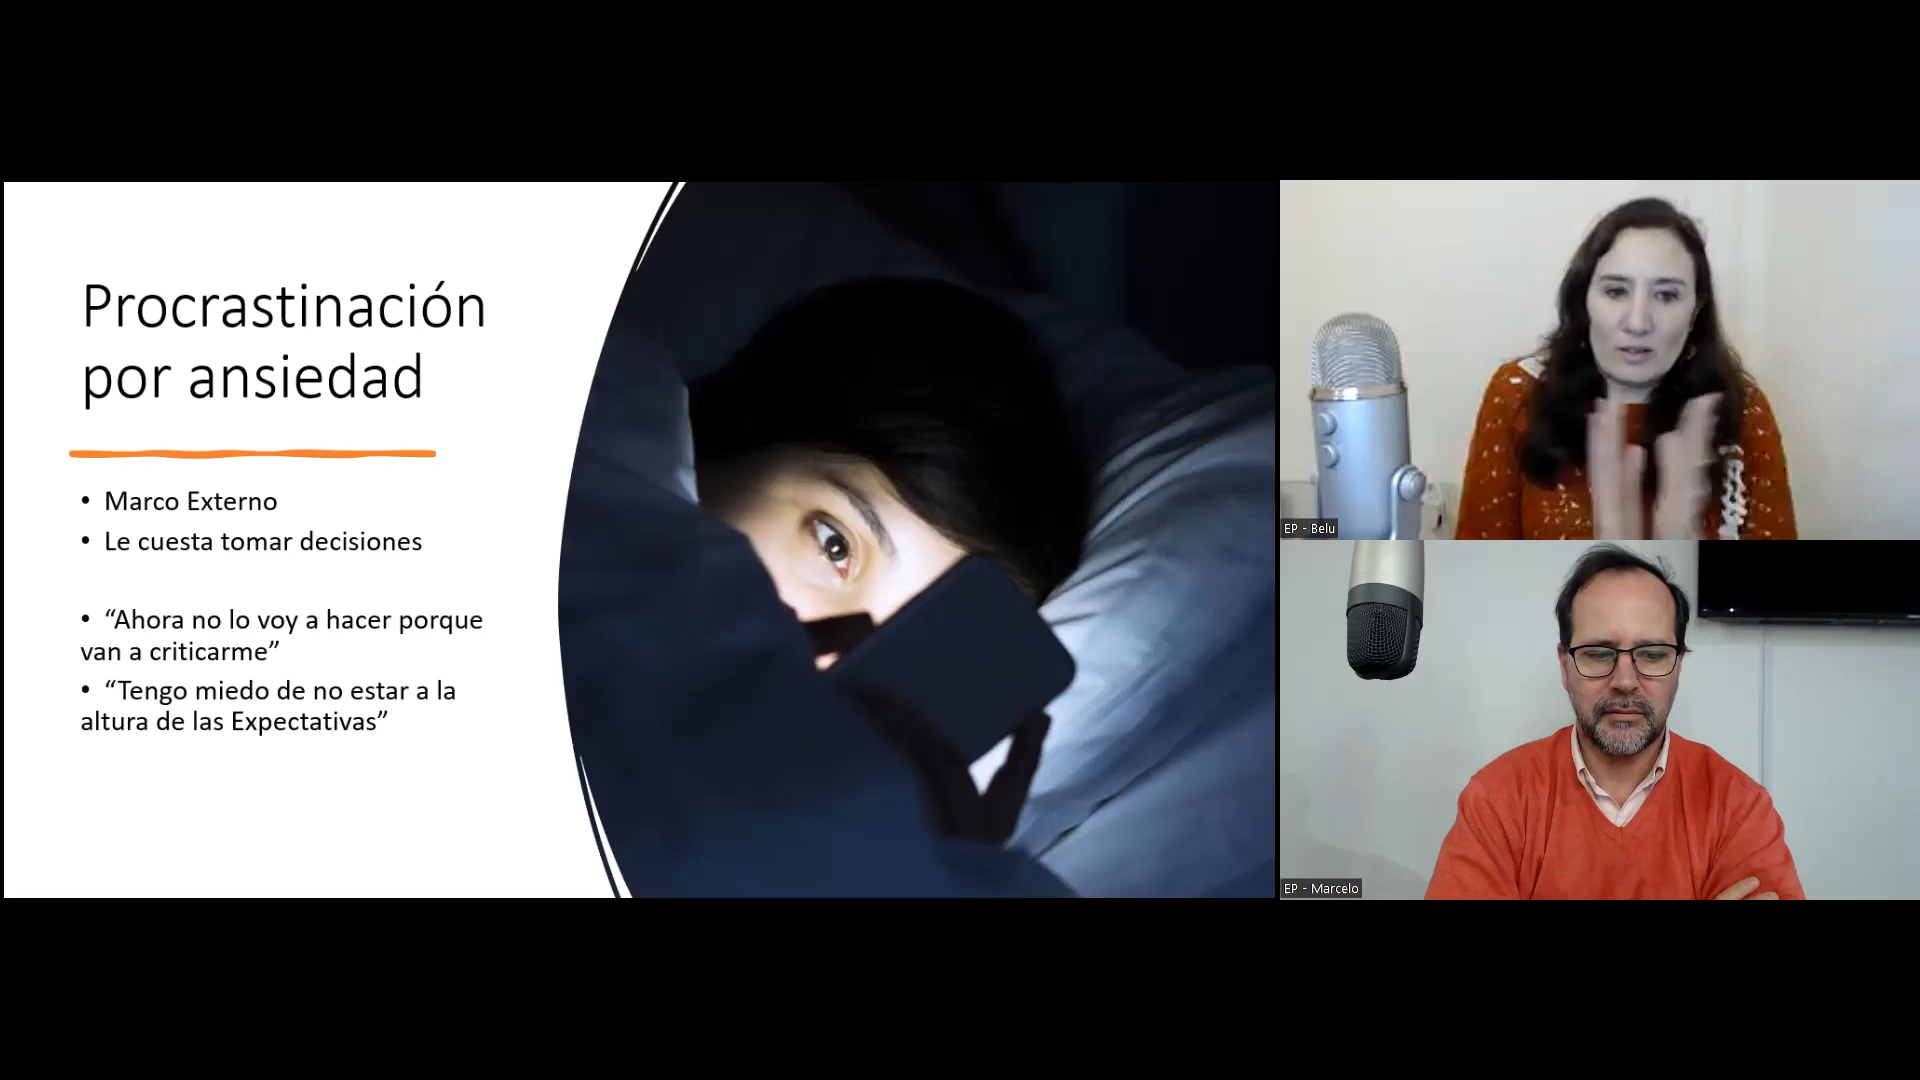 Procrastinación
por ansiedad
• Marco Externo
• Le cuesta tomar decisiones
• “Ahora no lo voy a hacer porque
van a criticarme”
• “Tengo miedo de no estar a la
altura de las Expectativas”
EP - Belu
EP - Marcelo